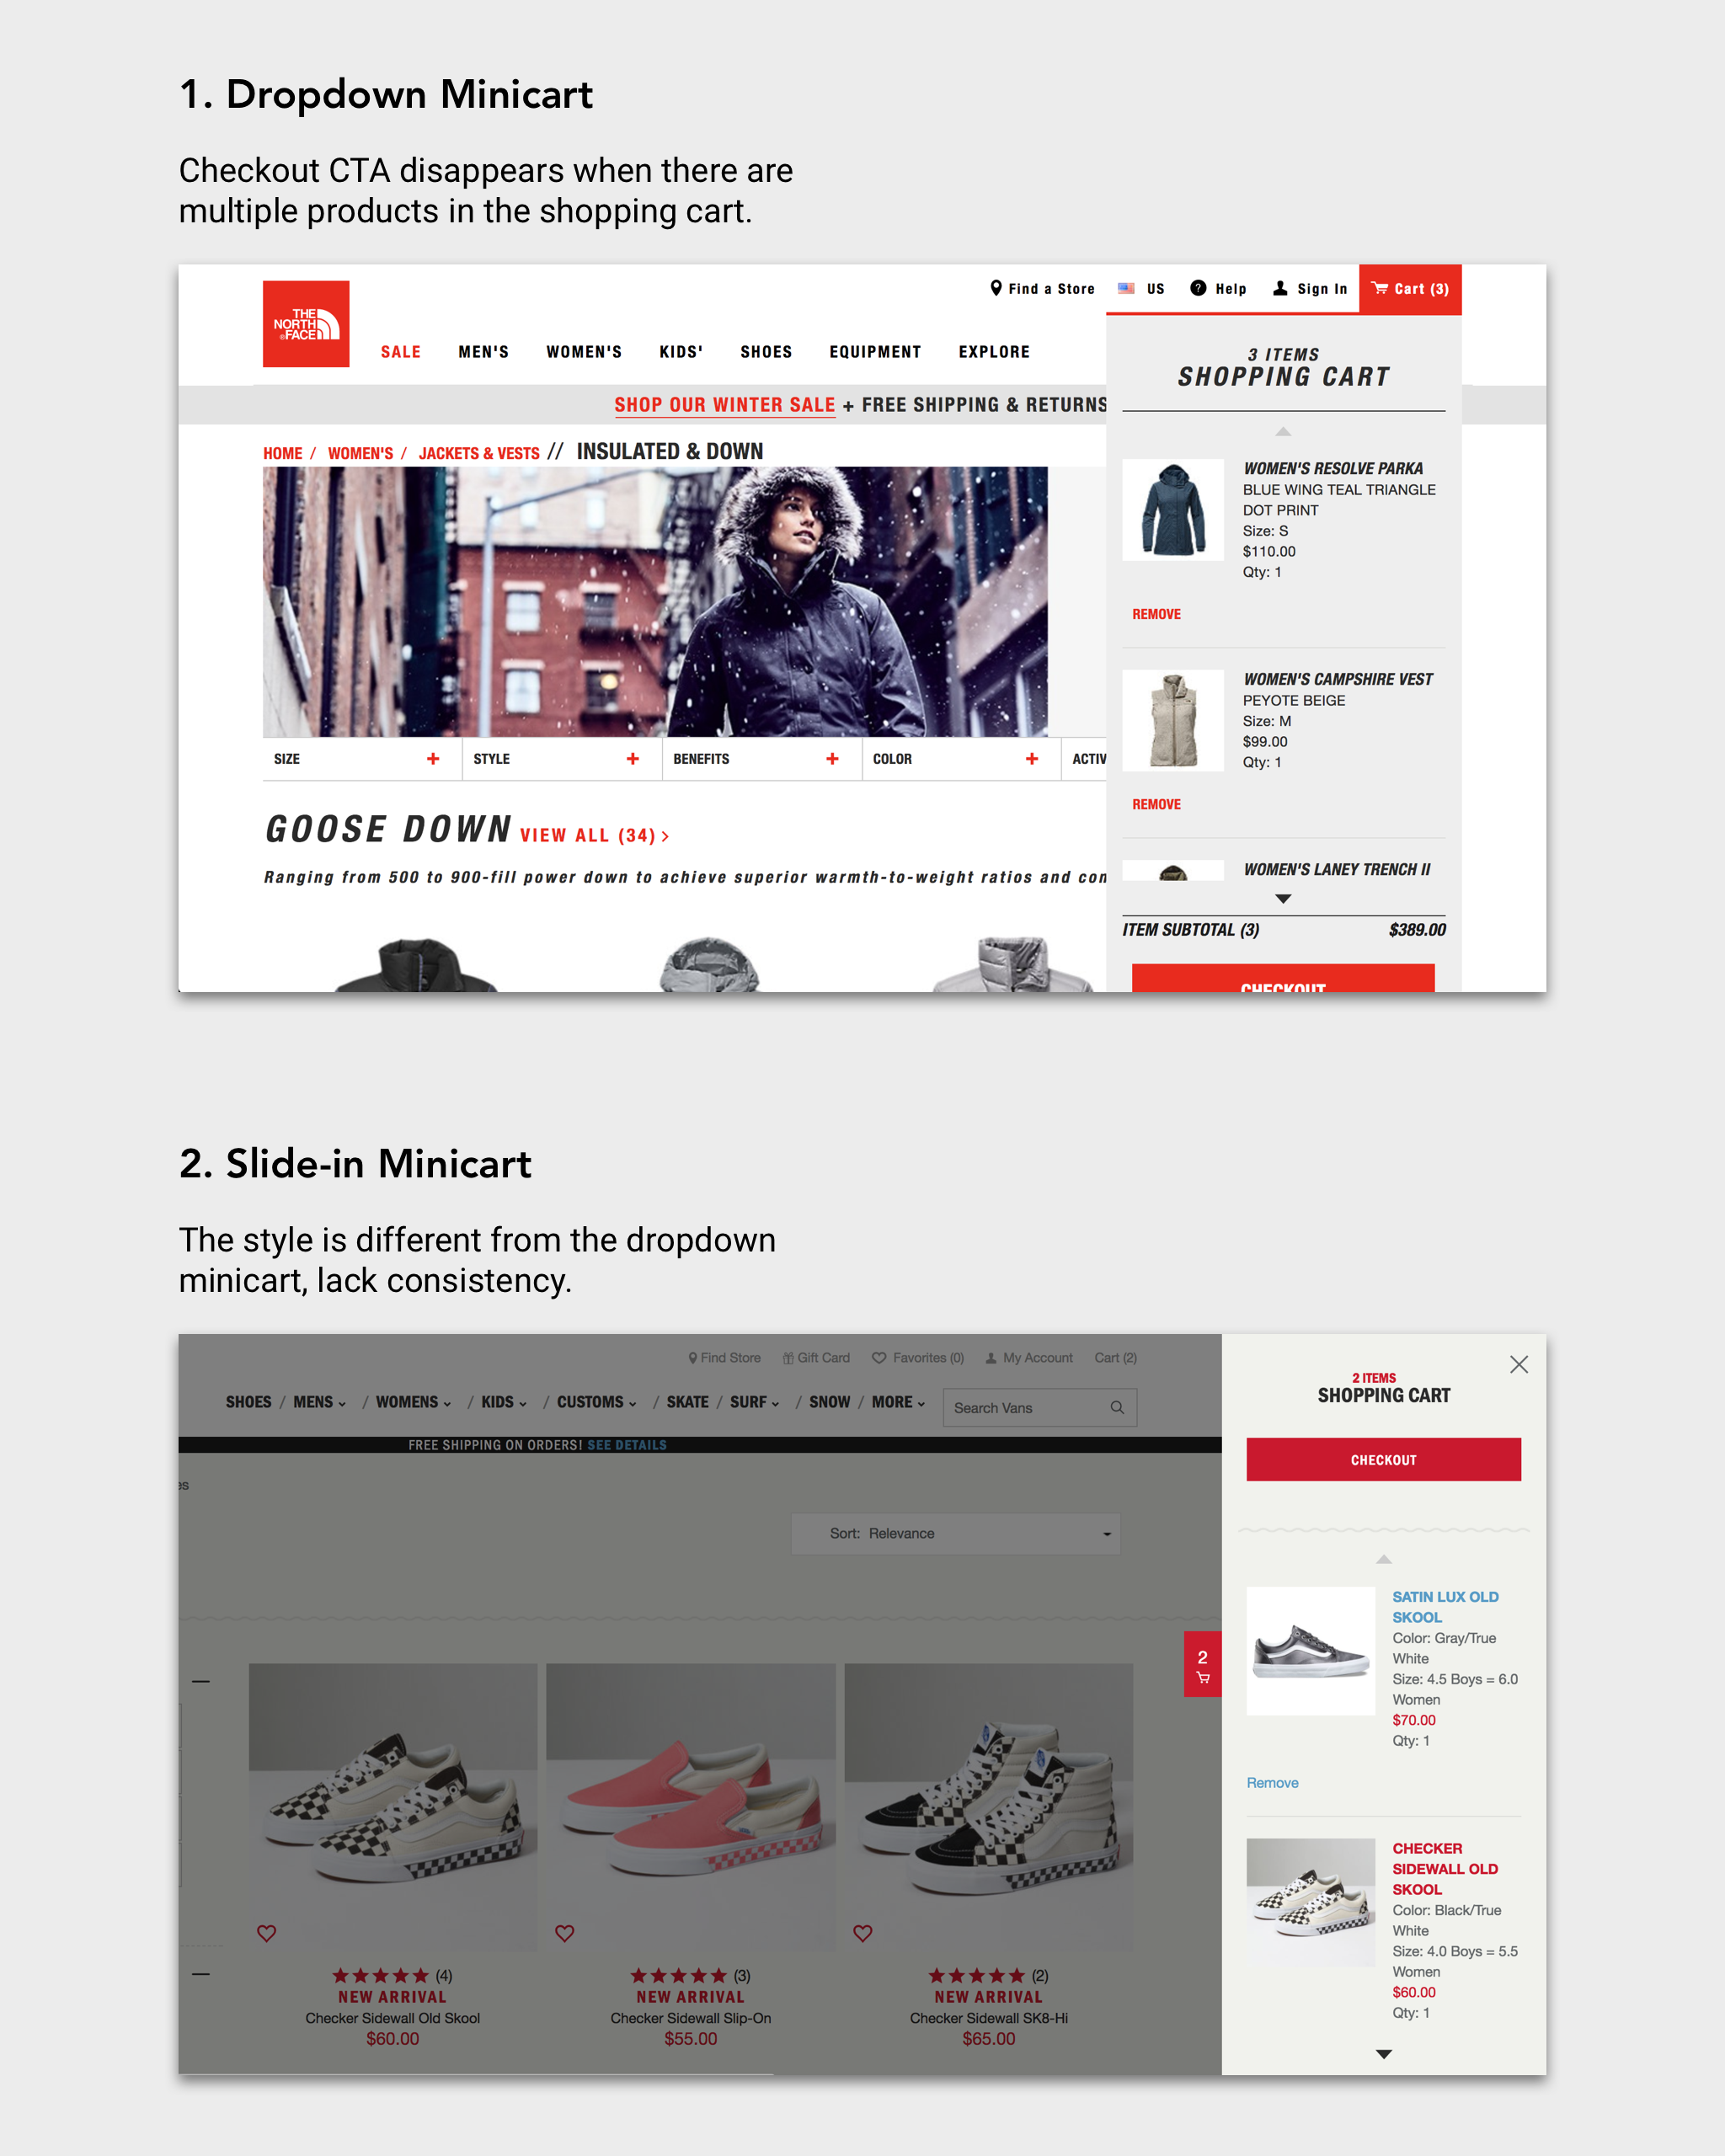 1. Dropdown Minicart
Checkout CTA disappears when there are
multiple products in the shopping cart.
Find a Store US ? Help Sign In Cart (3)
THE
NORTH
FACE
SALE MEN'S WOMEN'S KIDS' SHOES EQUIPMENT EXPLORE
SHOP OUR WINTER SALE + FREE SHIPPING & RETURNS
HOME / WOMEN'S / JACKETS & VESTS // INSULATED & DOWN
SIZE + STYLE + BENEFITS + COLOR + ACTIV
GOOSE DOWN VIEW ALL (34) >
Ranging from 500 to 900-fill power down to achieve superior warmth-to-weight ratios and con
3 ITEMS
SHOPPING CART
WOMEN'S RESOLVE PARKA
BLUE WING TEAL TRIANGLE
DOT PRINT
Size: S
$110.00
Qty: 1
REMOVE
WOMEN'S CAMPSHIRE VEST
PEYOTE BEIGE
Size: M
$99.00
Qty: 1
REMOVE
WOMEN'S LANEY TRENCH II
ITEM SUBTOTAL (3) $389.00
CHECKOUT
2. Slide-in Minicart
The style is different from the dropdown
minicart, lack consistency.
Find Store Gift Card Favorites (0) My Account Cart (2)
SHOES / MENS / WOMENS / KIDS / CUSTOMS / SKATE / SURF / SNOW / MORE
Search Vans
FREE SHIPPING ON ORDERS! SEE DETAILS
es
Sort: Relevance
2
(4)
NEW ARRIVAL
Checker Sidewall Old Skool
$60.00
(3)
NEW ARRIVAL
Checker Sidewall Slip-On
$55.00
(2)
NEW ARRIVAL
Checker Sidewall SK8-Hi
$65.00
2 ITEMS
SHOPPING CART
CHECKOUT
SATIN LUX OLD
SKOOL
Color: Gray/True
White
Size: 4.5 Boys = 6.0
Women
$70.00
Qty: 1
Remove
CHECKER
SIDEWALL OLD
SKOOL
Color: Black/True
White
Size: 4.0 Boys = 5.5
Women
$60.00
Qty: 1